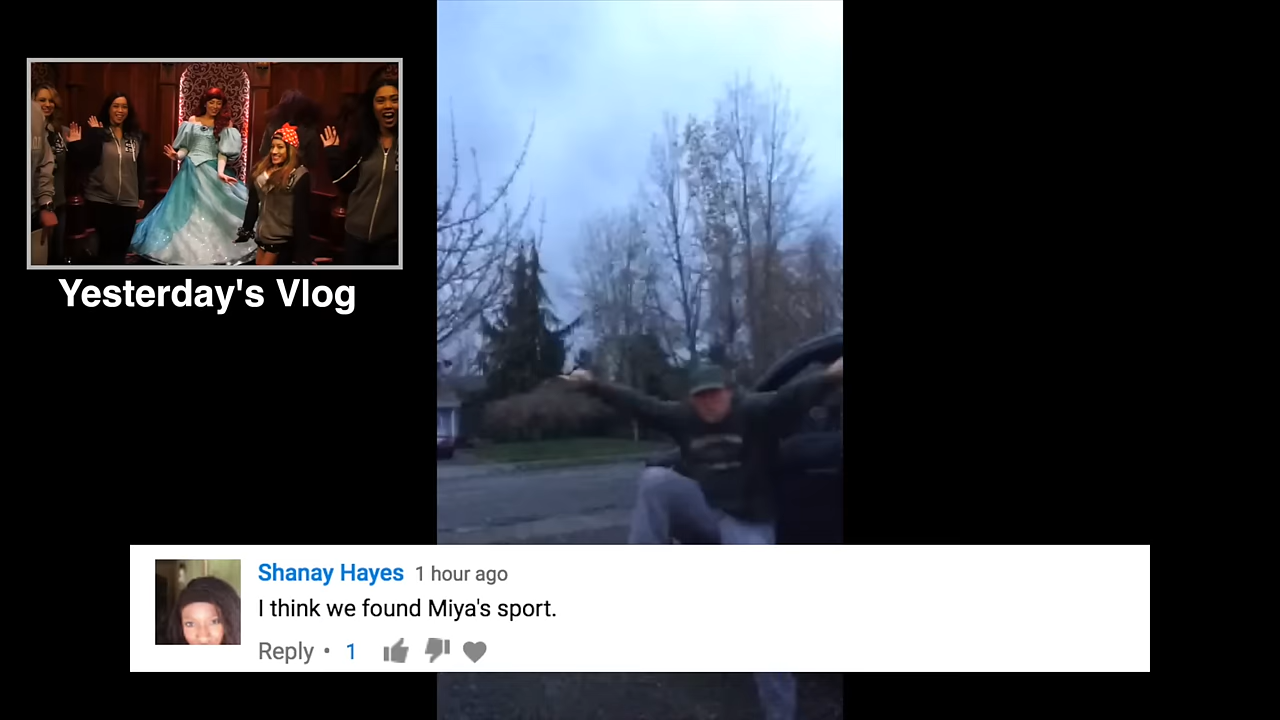 Yesterday's Vlog
Shanay Hayes 1 hour ago
I think we found Miya's sport.
Reply • 1